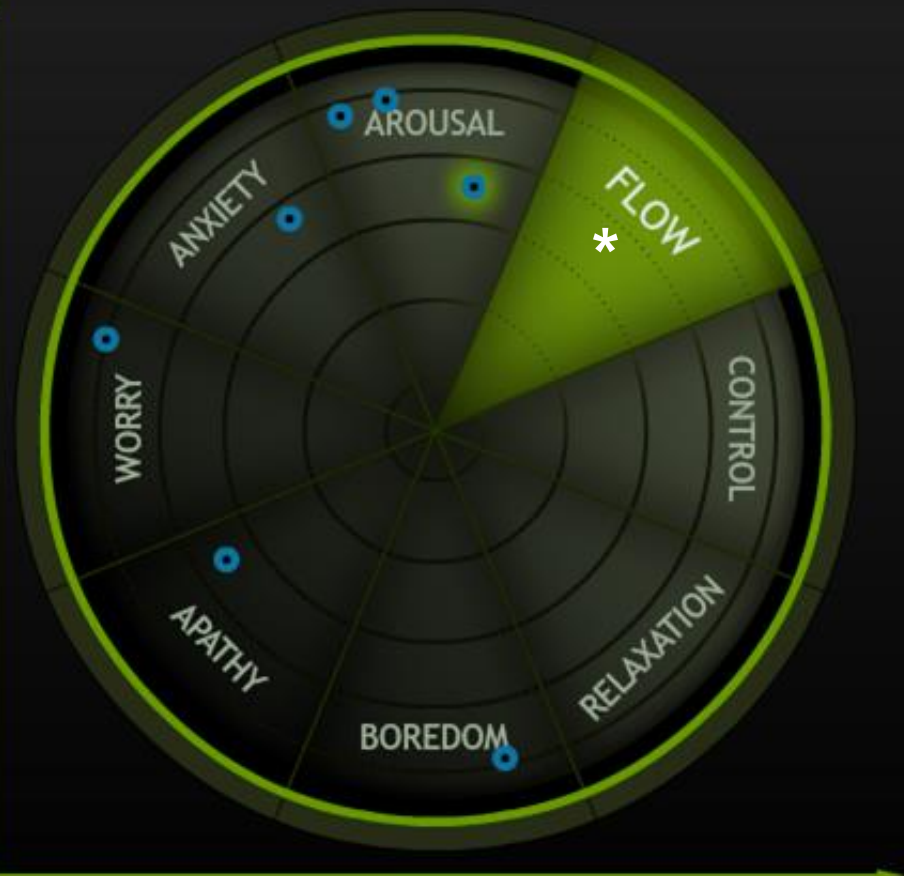 AROUSAL
FLOW
*
CONTROL
RELAXATION
BOREDOM
APATHY
WORRY
ANXIETY